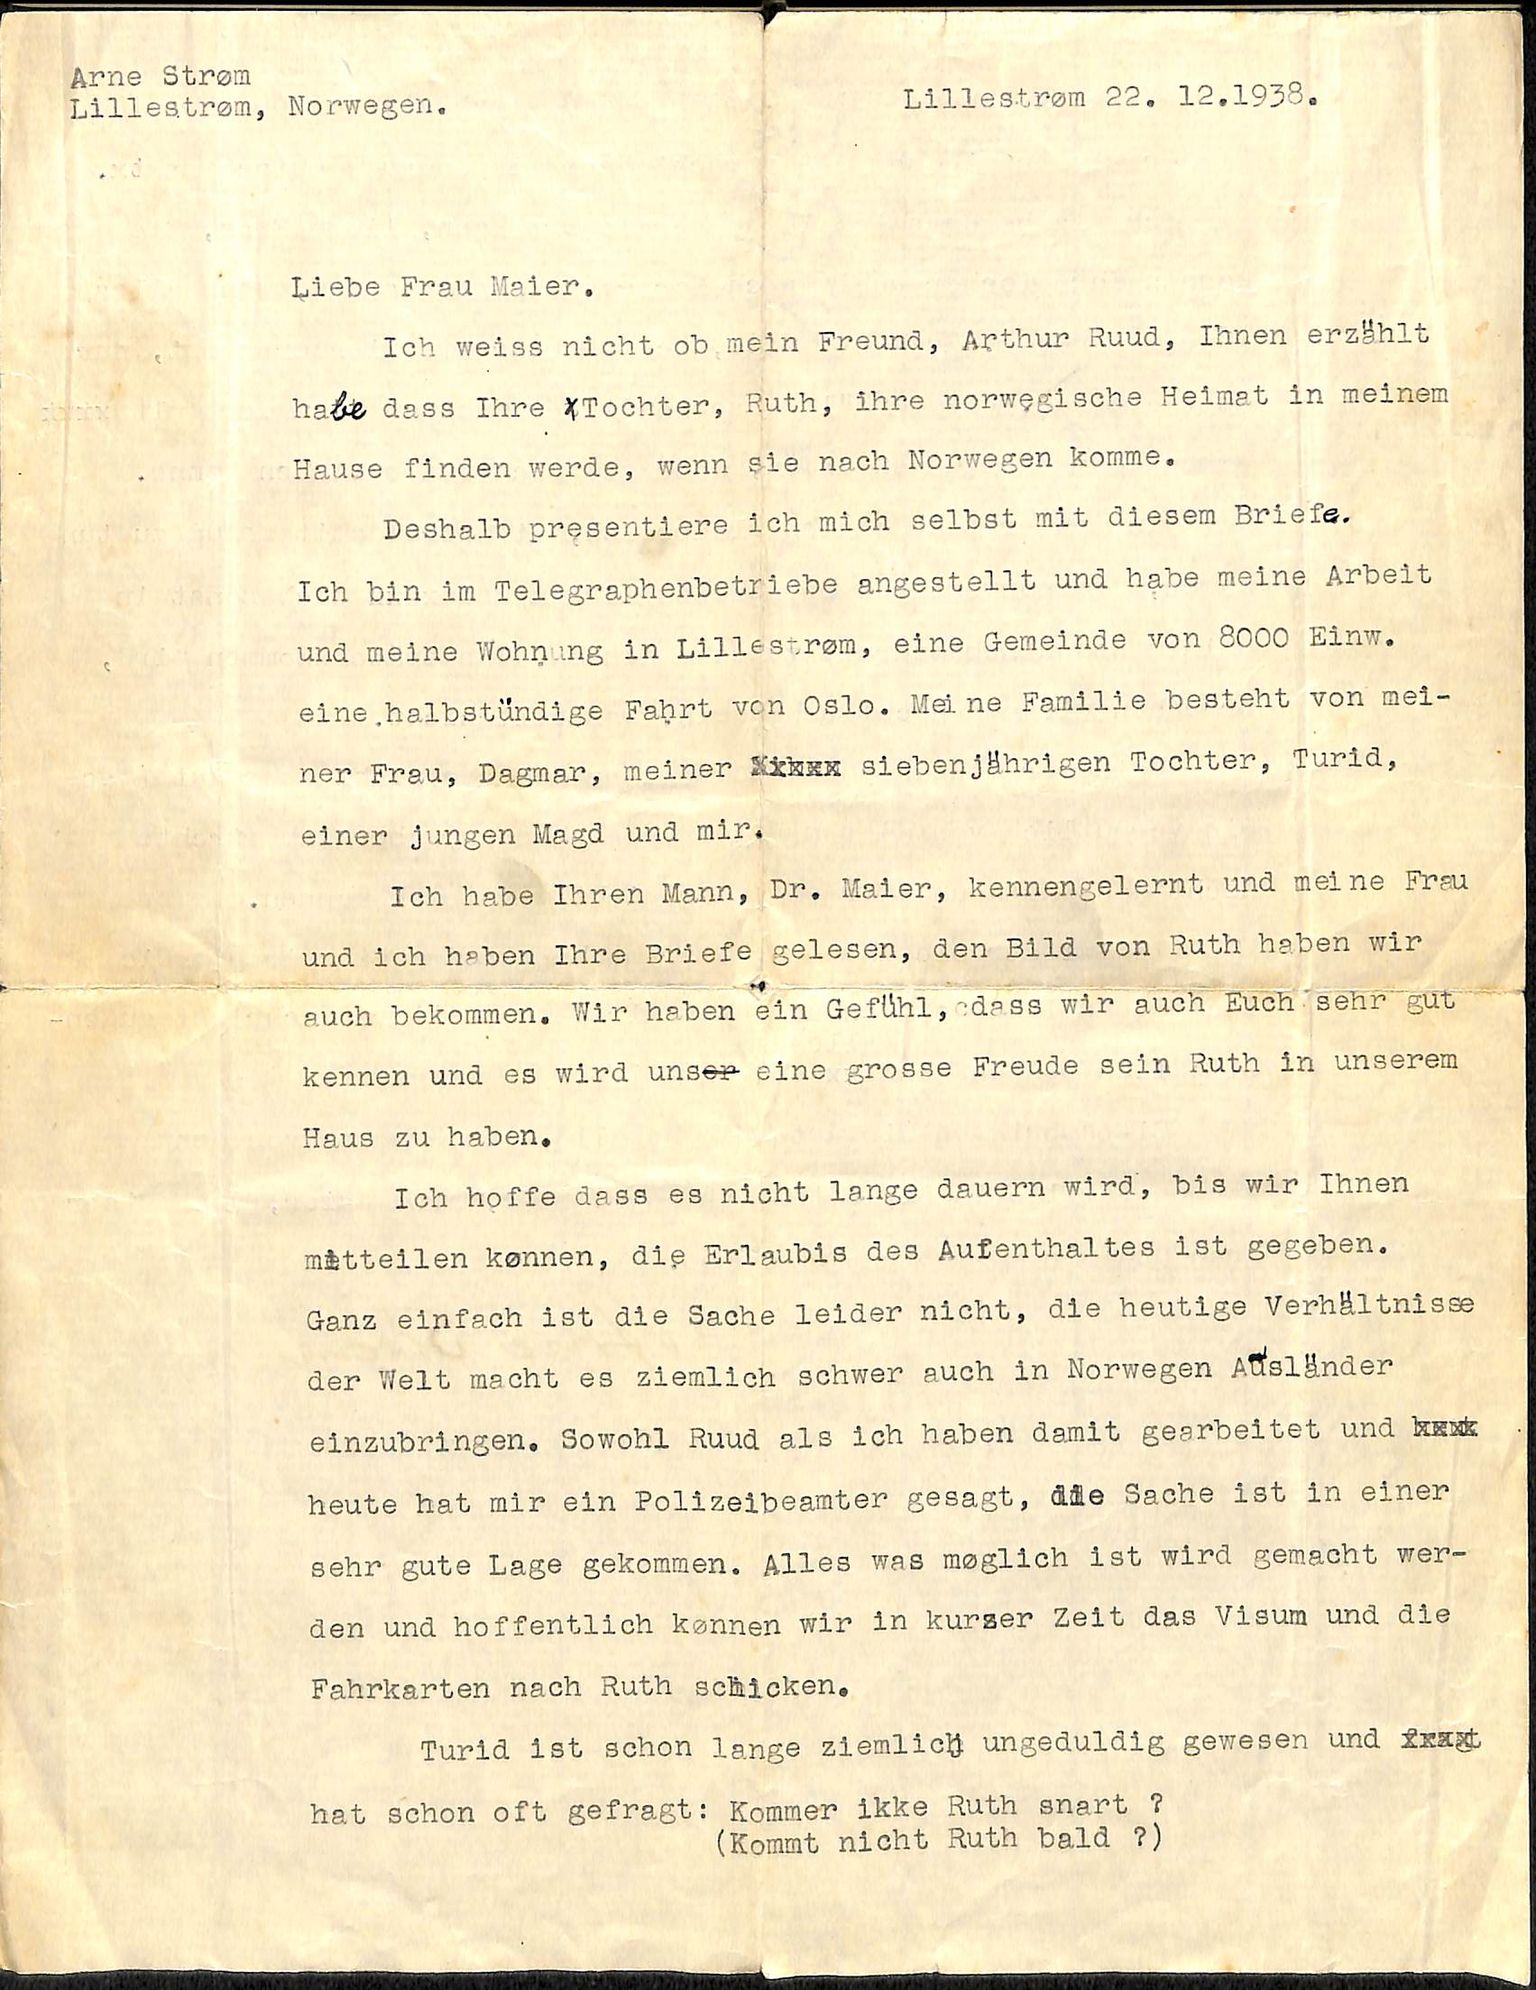 Arne Strøm
Lillestrøm, Norwegen.
Lillestrøm 22. 12.1938.
Liebe Frau Maier.
Ich weiss nicht ob mein Freund, Arthur Ruud, Ihnen erzählt
habe dass Ihre Tochter, Ruth, ihre norwegische Heimat in meinem
Hause finden werde, wenn sie nach Norwegen komme.
Deshalb presentiere ich mich selbst mit diesem Briefe.
Ich bin im Telegraphenbetriebe angestellt und habe meine Arbeit
und meine Wohnung in Lillestrøm, eine Gemeinde von 8000 Einw.
eine halbstündige Fahrt von Oslo. Meine Familie besteht von mei-
ner Frau, Dagmar, meiner siebenjährigen Tochter, Turid,
einer jungen Magd und mir.
Ich habe Ihren Mann, Dr. Maier, kennengelernt und meine Frau
und ich haben Ihre Briefe gelesen, den Bild von Ruth haben wir
auch bekommen. Wir haben ein Gefühl, dass wir auch Euch sehr gut
kennen und es wird uns eine grosse Freude sein Ruth in unserem
Haus zu haben.
Ich hoffe dass es nicht lange dauern wird, bis wir Ihnen
mitteilen kønnen, die Erlaubis des Aufenthaltes ist gegeben.
Ganz einfach ist die Sache leider nicht, die heutige Verhältnisse
der Welt macht es ziemlich schwer auch in Norwegen Ausländer
einzubringen. Sowohl Ruud als ich haben damit gearbeitet und
heute hat mir ein Polizeibeamter gesagt, die Sache ist in einer
sehr gute Lage gekommen. Alles was møglich ist wird gemacht wer-
den und hoffentlich kønnen wir in kurzer Zeit das Visum und die
Fahrkarten nach Ruth schicken.
Turid ist schon lange ziemlich ungeduldig gewesen und
hat schon oft gefragt: Kommer ikke Ruth snart ?
(Kommt nicht Ruth bald ?)